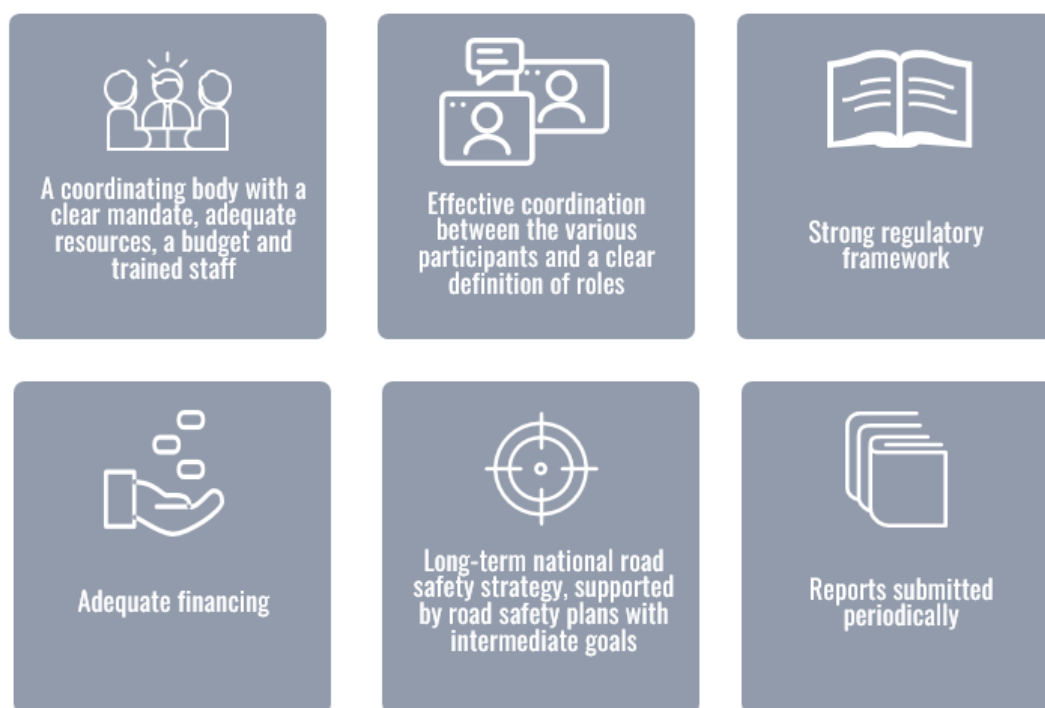 A coordinating body with a
clear mandate, adequate
resources, a budget and
trained staff
Effective coordination
between the various
participants and a clear
definition of roles
Strong regulatory
framework
Adequate financing
Long-term national road
safety strategy, supported
by road safety plans with
intermediate goals
Reports submitted
periodically